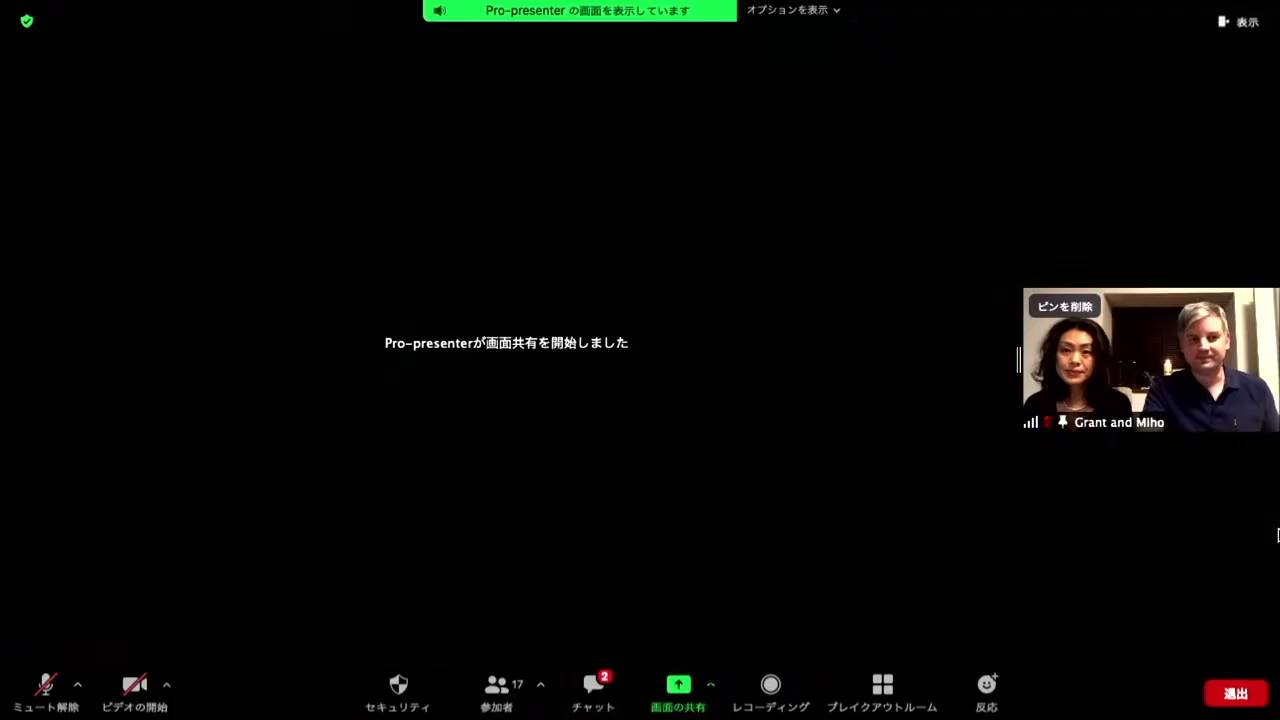 Pro-presenter の画面を表示しています
オプションを表示
表示
Pro-presenterが画面共有を開始しました
ピンを削除
Grant and Miho
ミュート解除
ビデオの開始
セキュリティ
17
参加者
2
チャット
画面の共有
レコーディング
ブレイクアウトルーム
反応
退出